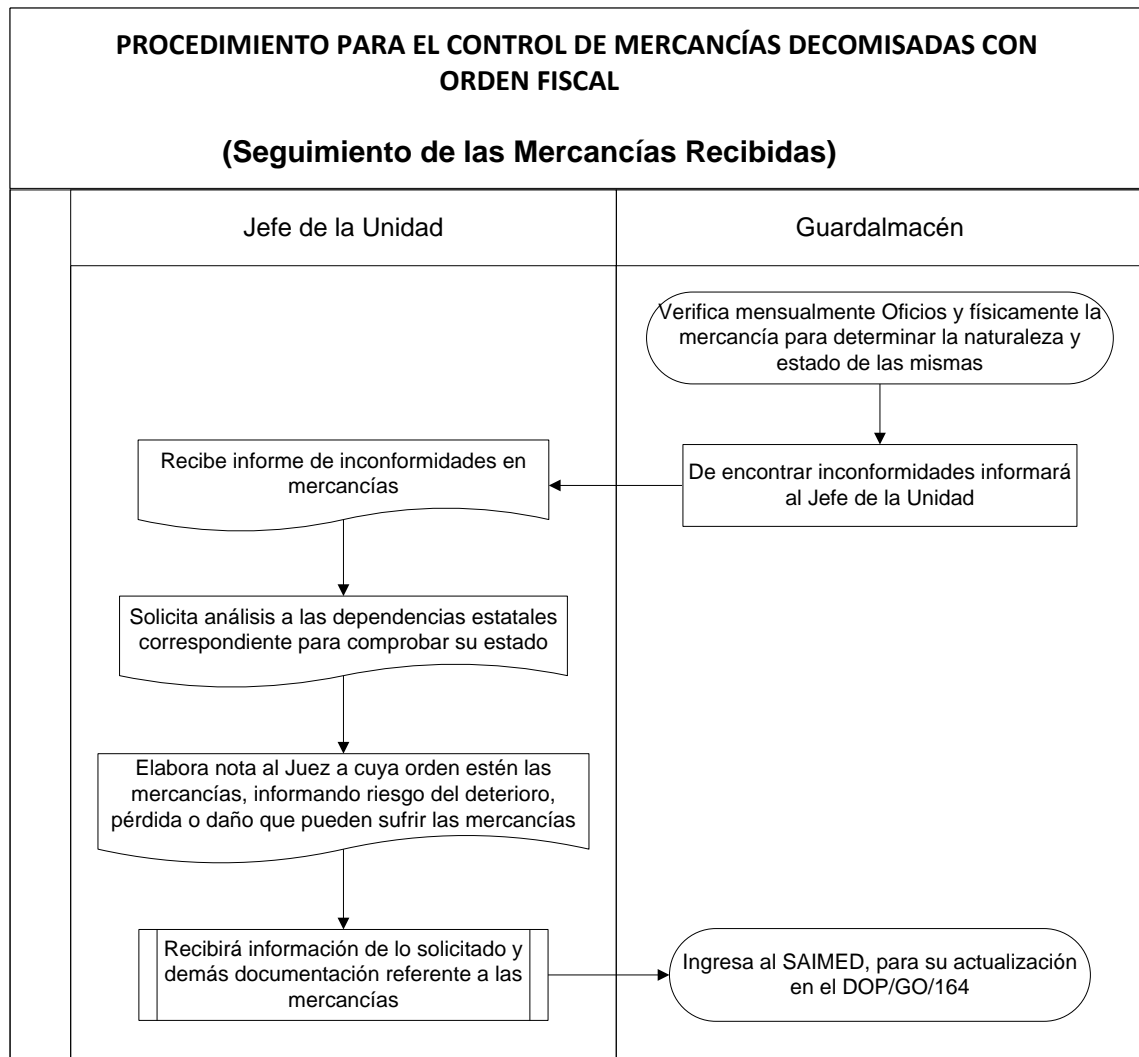 PROCEDIMIENTO PARA EL CONTROL DE MERCANCÍAS DECOMISADAS CON
ORDEN FISCAL
(Seguimiento de las Mercancías Recibidas)
Jefe de la Unidad
Guardalmacén
Verifica mensualmente Oficios y físicamente la
mercancía para determinar la naturaleza y
estado de las mismas
De encontrar inconformidades informará
al Jefe de la Unidad
Recibe informe de inconformidades en
mercancías
Solicita análisis a las dependencias estatales
correspondiente para comprobar su estado
Elabora nota al Juez a cuya orden estén las
mercancías, informando riesgo del deterioro,
pérdida o daño que pueden sufrir las mercancías
Recibirá información de lo solicitado y
demás documentación referente a las
mercancías
Ingresa al SAIMED, para su actualización
en el DOP/GO/164